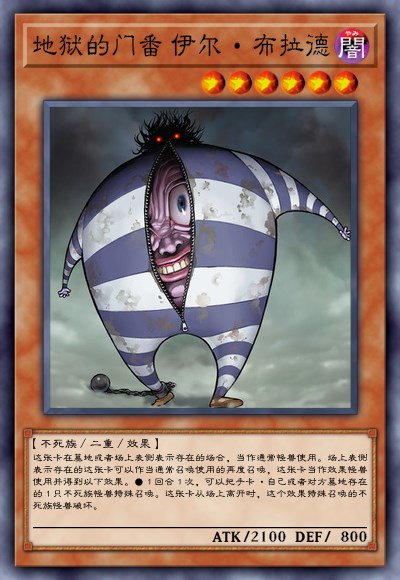 地狱的门番 伊尔·布拉德
闇
やみ
【不死族／二重／效果】
这张卡在墓地或者场上表侧表示存在的场合，当作通常怪兽使用。场上表侧
表示存在的这张卡可以作当通常召唤使用的再度召唤，这张卡当作效果怪兽
使用并得到以下效果。●1回合1次，可以把手卡·自己或者对方墓地存在
的1只不死族怪兽特殊召唤。这张卡从场上离开时，这个效果特殊召唤的不
死族怪兽破坏。
ATK/2100 DEF/ 800